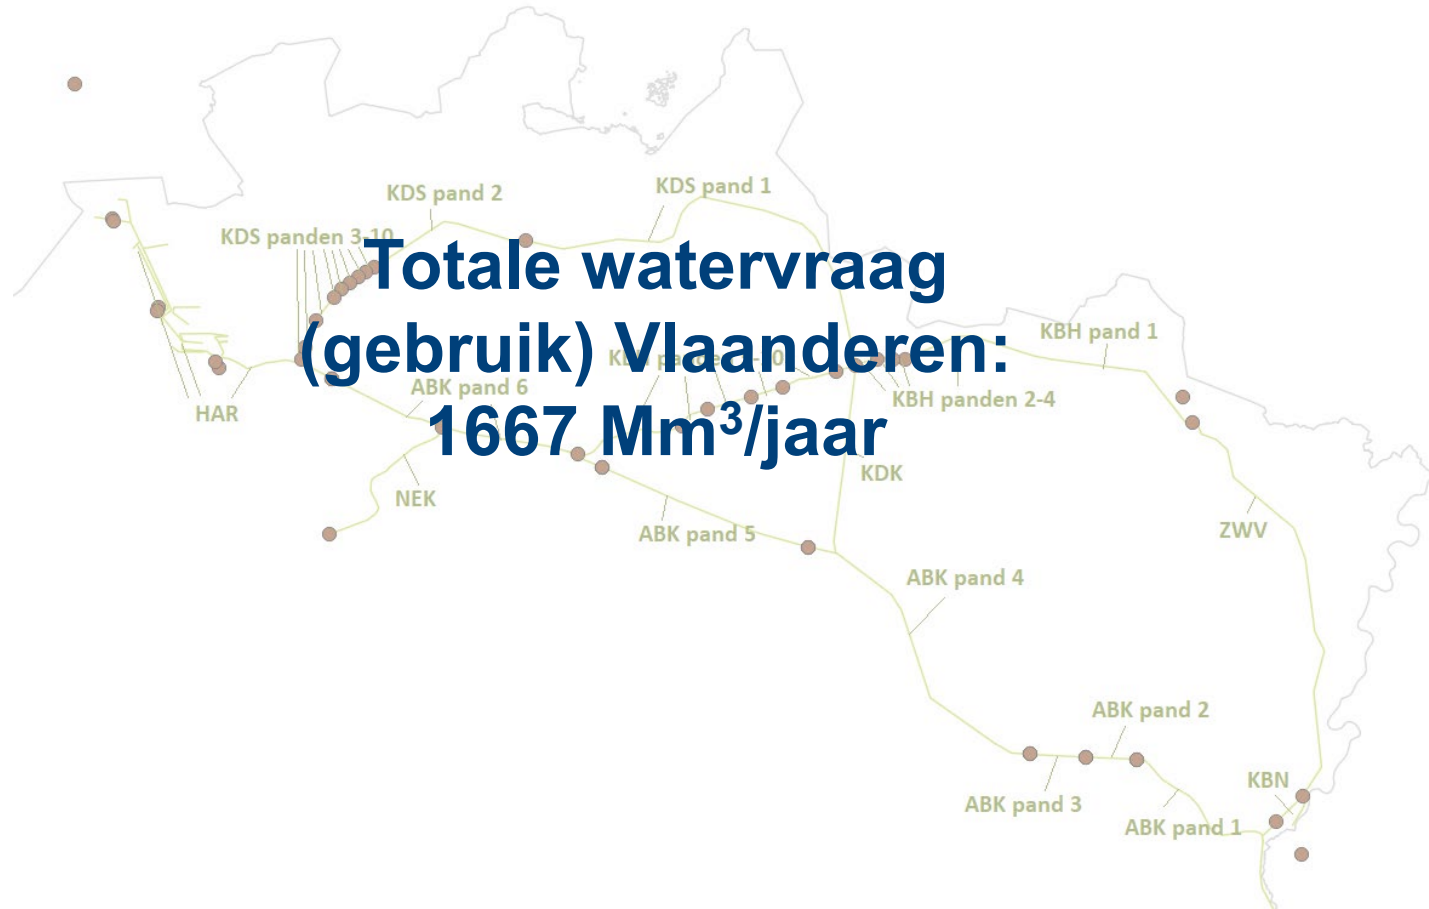 KDS pand 1
KDS pand 2
KDS panden 3-10
Totale watervraag
(gebruik) Vlaanderen:
1667 Mm³/jaar
KBH pand 1
ABK pand 6
KBH panden 2-4
HAR
KDK
NEK
ABK pand 5
ZWV
ABK pand 4
ABK pand 2
KBN
ABK pand 3
ABK pand 1